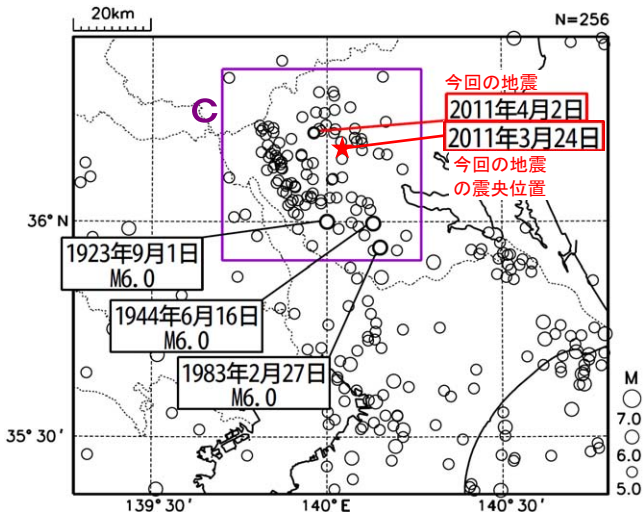 20km
N=256
C
今回の地震
2011年4月2日
2011年3月24日
今回の地震
の震央位置
36°N
1923年9月1日
M6.0
1944年6月16日
M6.0
1983年2月27日
M6.0
M
7.0
6.0
5.0
35°30′
139°30′
140°E
140°30′